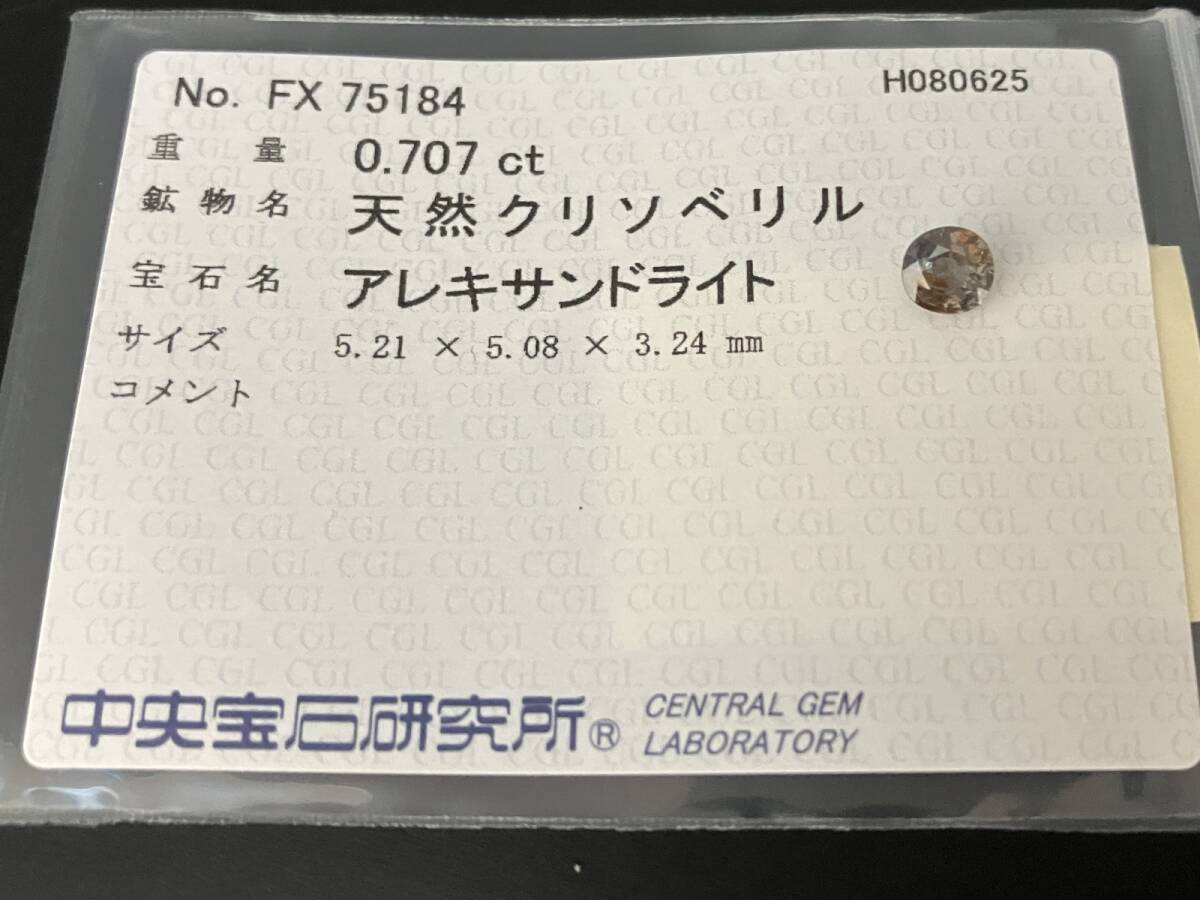 No. FX 75184
H080625
重量 0.707 ct
鉱物名 天然クリソベリル
宝石名 アレキサンドライト
サイズ 5.21 × 5.08 × 3.24 mm
コメント
中央宝石研究所® CENTRAL GEM
LABORATORY